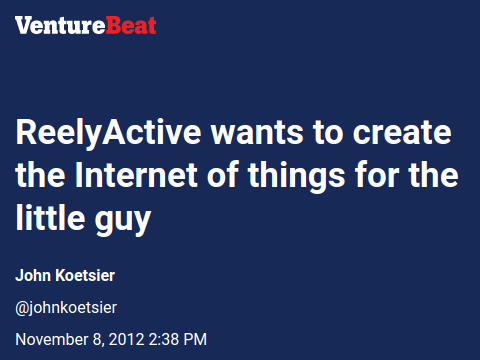 VentureBeat
ReelyActive wants to create
the Internet of things for the
little guy
John Koetsier
@johnkoetsier
November 8, 2012 2:38 PM